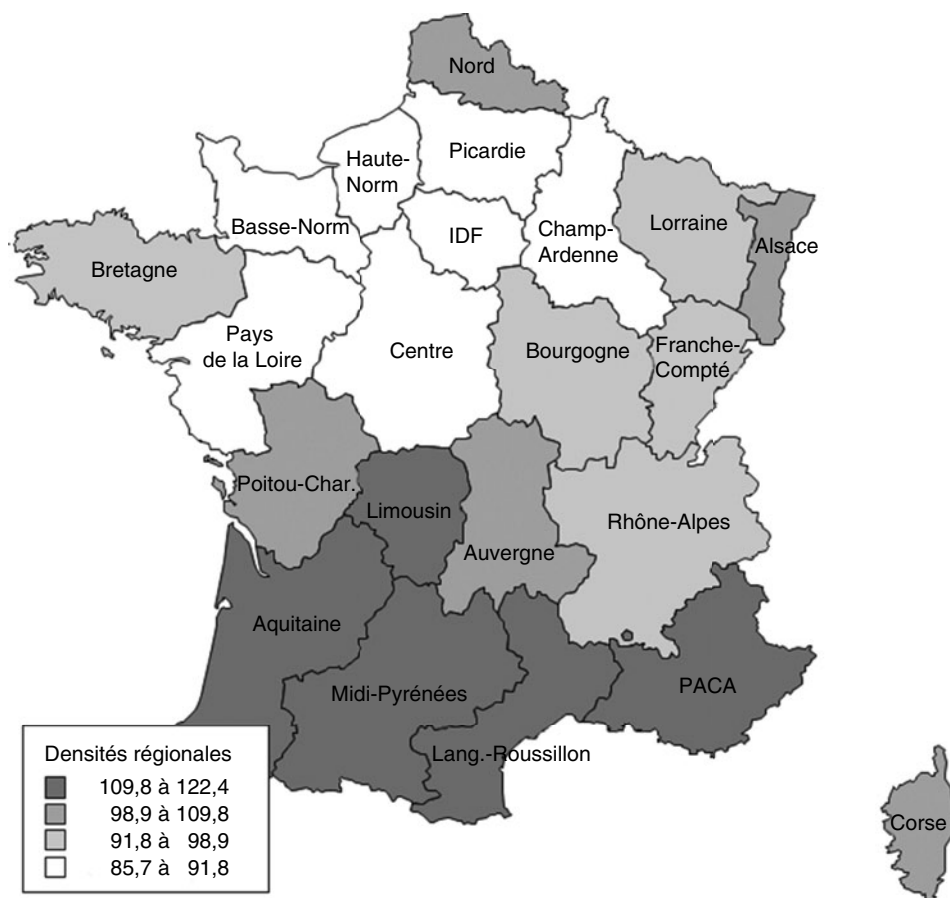 Nord
Picardie
Haute-
Norm
Basse-Norm
IDF
Champ-
Ardenne
Lorraine
Alsace
Bretagne
Pays
de la Loire
Centre
Bourgogne
Franche-
Compté
Poitou-Char.
Limousin
Auvergne
Rhône-Alpes
Aquitaine
Midi-Pyrénées
PACA
Lang.-Roussillon
Corse
Densités régionales
109,8 à 122,4
98,9 à 109,8
91,8 à 98,9
85,7 à 91,8